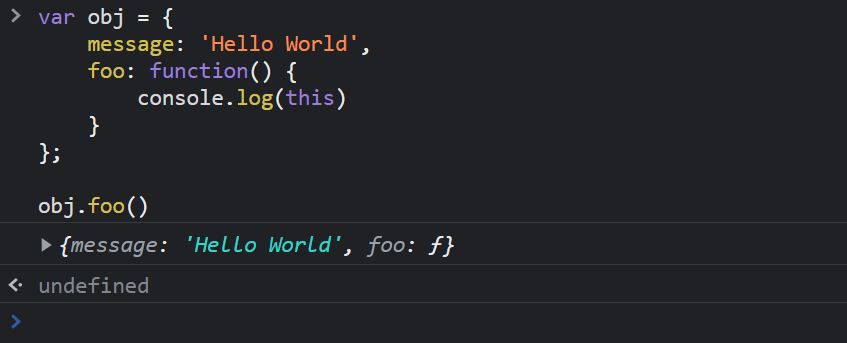 var obj = {
    message: 'Hello World',
    foo: function() {
        console.log(this)
    }
};

obj.foo()
{message: 'Hello World', foo: ƒ}
undefined